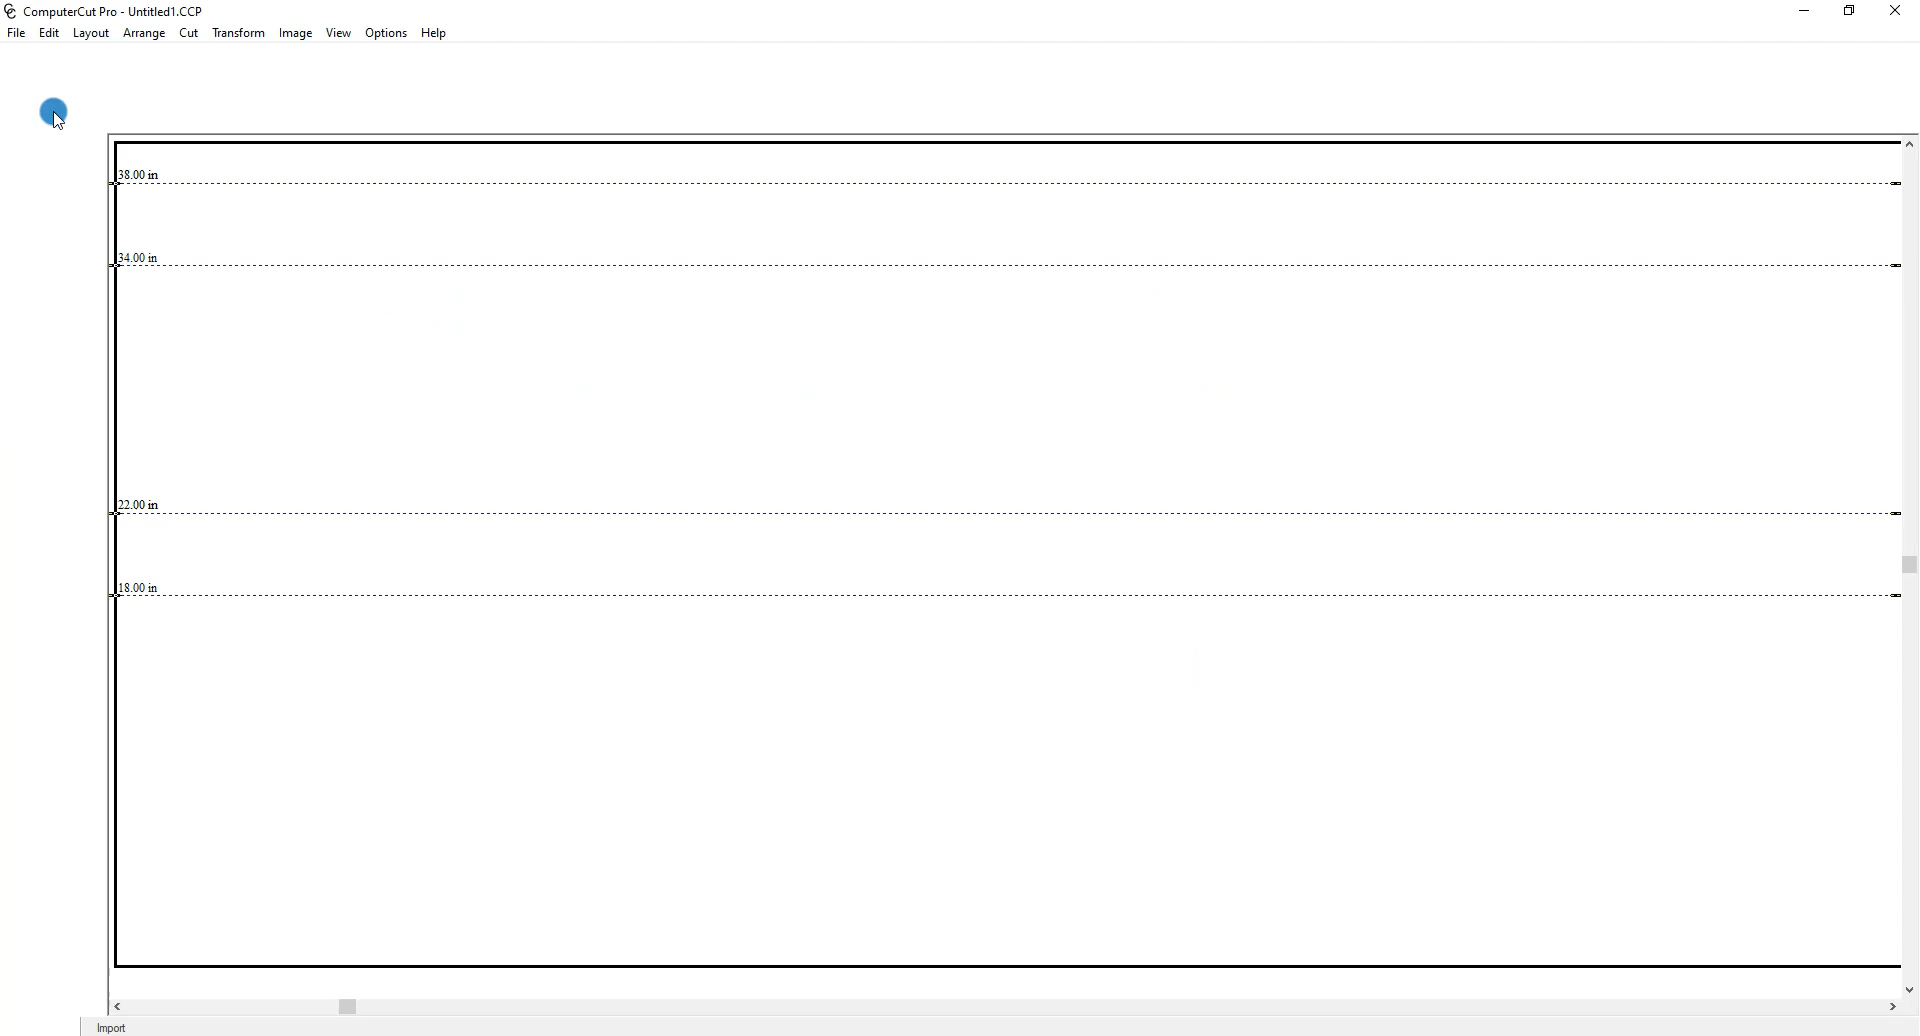 ComputerCut Pro - Untitled1.CCP
File Edit Layout Arrange Cut Transform Image View Options Help
38.00 in
34.00 in
22.00 in
18.00 in
Import